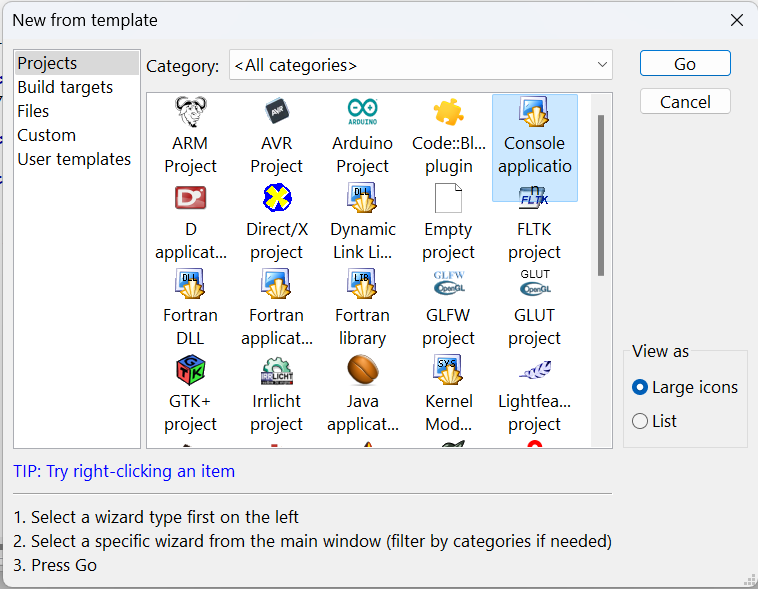 New from template
Projects
Build targets
Files
Custom
User templates
Category:
<All categories>
Go
Cancel
ARM
Project
AVR
AVR
Project
ARDUINO
Arduino
Project
Code::Bl...
plugin
Console
applicatio
n
D
D
applicat...
Direct/X
project
DLL
Dynamic
Link Li...
Empty
project
FLTK
FLTK
project
DLL
Fortran
DLL
Fortran
applicat...
LIB
Fortran
library
GLFW
OpenGL
GLFW
project
GLUT
OpenGL
GLUT
project
GTK
GTK+
project
IRRLICHT
Irrlicht
project
Java
applicat...
SYS
Kernel
Mod...
Lightfea...
project
View as
Large icons
List
TIP: Try right-clicking an item
1. Select a wizard type first on the left
2. Select a specific wizard from the main window (filter by categories if needed)
3. Press Go